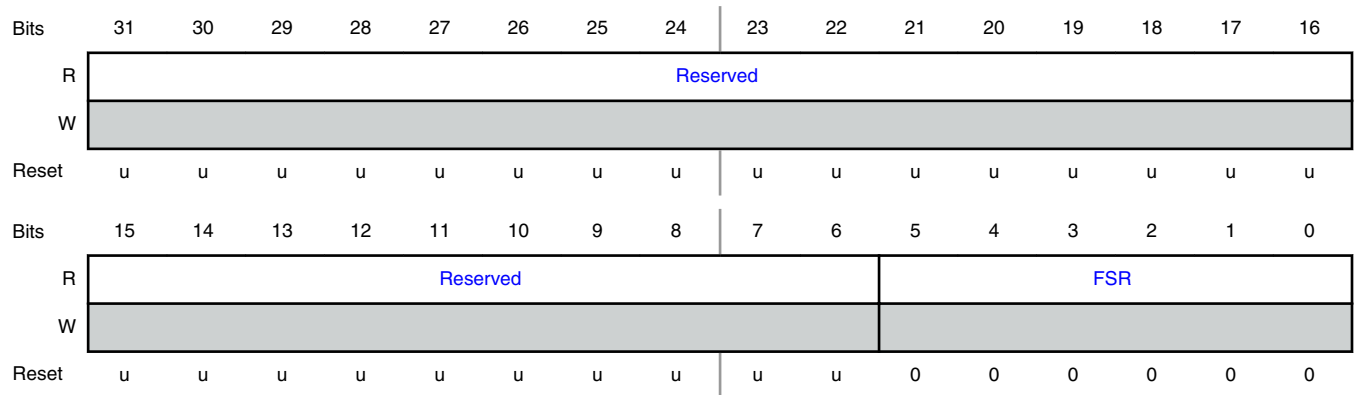 Bits 31 30 29 28 27 26 25 24 23 22 21 20 19 18 17 16
R Reserved
W
Reset u u u u u u u u u u u u u u u u
Bits 15 14 13 12 11 10 9 8 7 6 5 4 3 2 1 0
R Reserved FSR
W
Reset u u u u u u u u u u 0 0 0 0 0 0